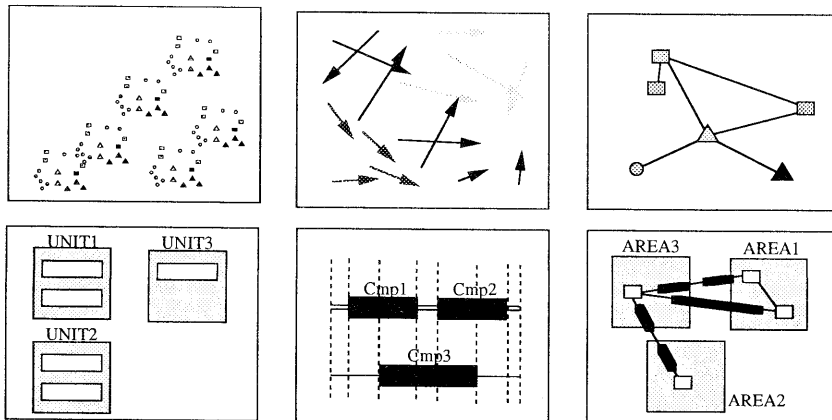 UNIT1
UNIT3
UNIT2
Cmp1
Cmp2
Cmp3
AREA3
AREA1
AREA2